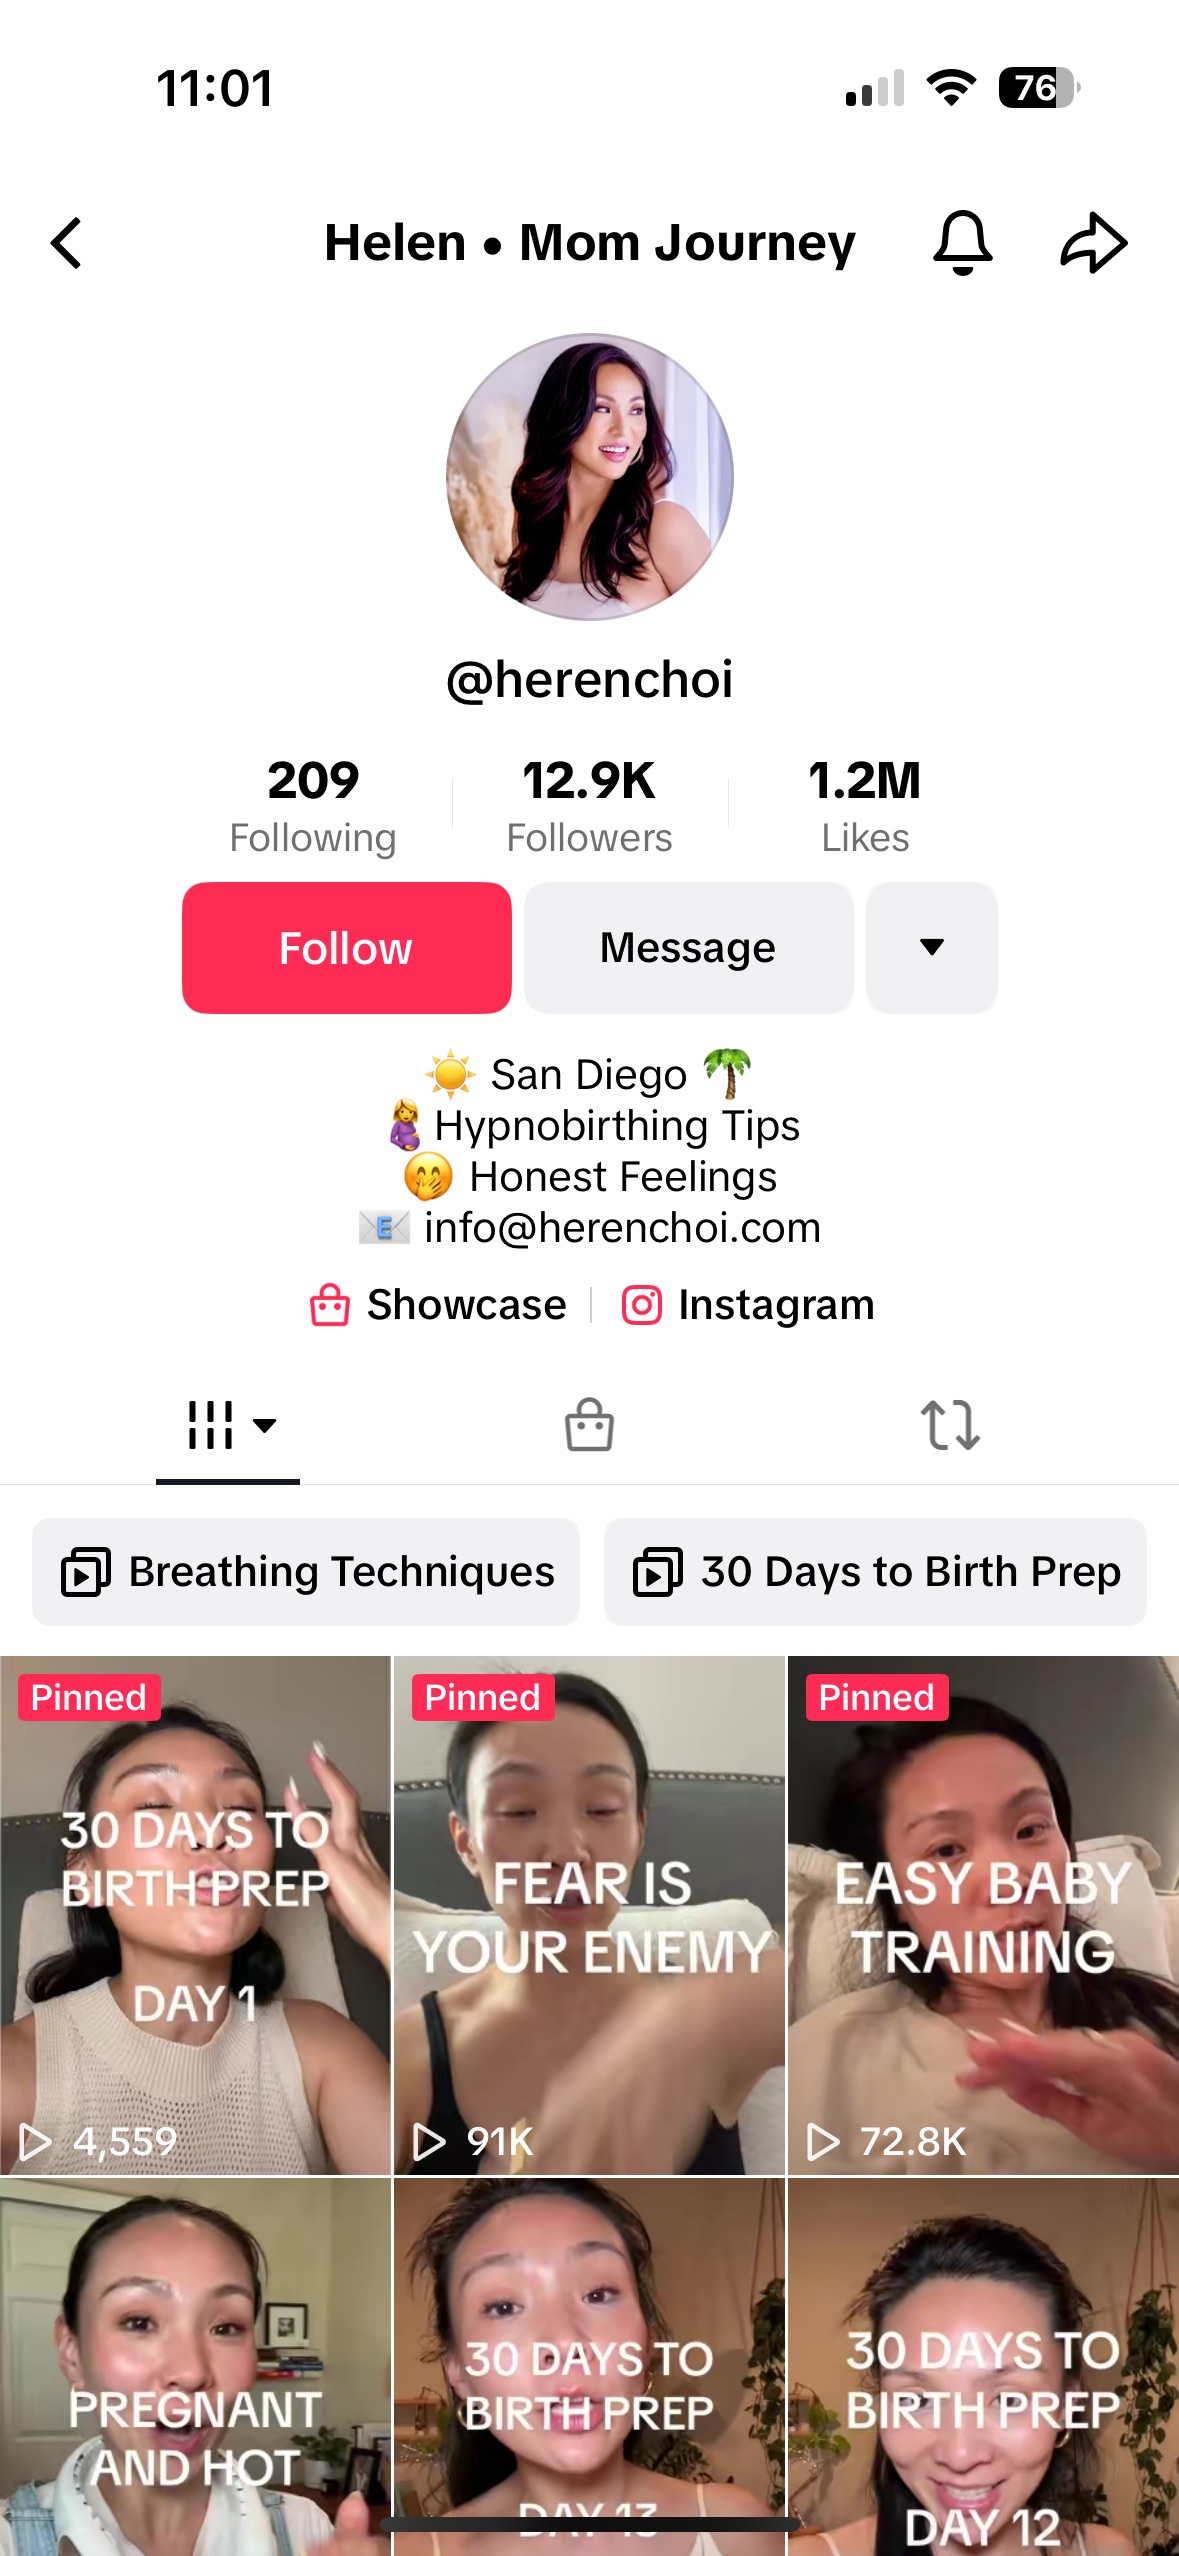 11:01
76
Helen • Mom Journey
@herenchoi
209 12.9K 1.2M
Following Followers Likes
Follow Message
☀️ San Diego 🌴
🤰 Hypnobirthing Tips
🤭 Honest Feelings
📧 info@herenchoi.com
Showcase Instagram
Breathing Techniques 30 Days to Birth Prep
Pinned
30 DAYS TO
BIRTH PREP
DAY 1
4,559
Pinned
FEAR IS
YOUR ENEMY
91K
Pinned
EASY BABY
TRAINING
72.8K
PREGNANT
AND HOT
30 DAYS TO
BIRTH PREP
DAY 13
30 DAYS TO
BIRTH PREP
DAY 12